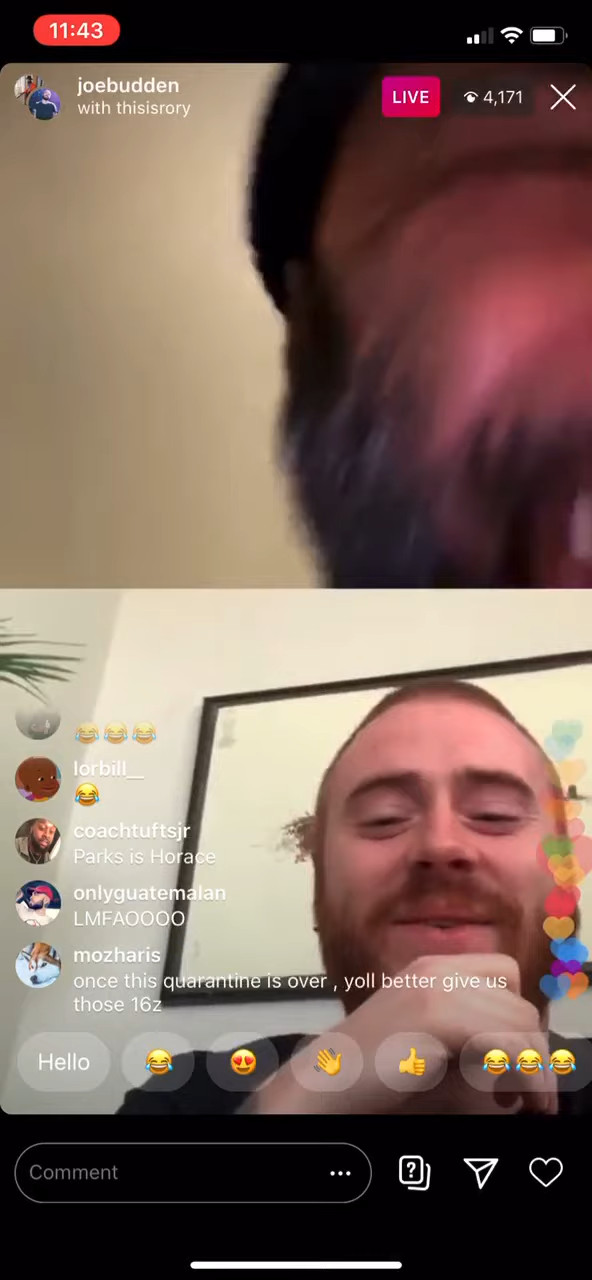 11:43
joebudden
with thisisrory
LIVE
4,171
😂😂😂
lorbill__
😂
coachtuftsjr
Parks is Horace
onlyguatemalan
LMFAOOOO
mozharis
once this quarantine is over , yoll better give us
those 16z
Hello 😂 😍 👋 👍 😂😂😂
Comment